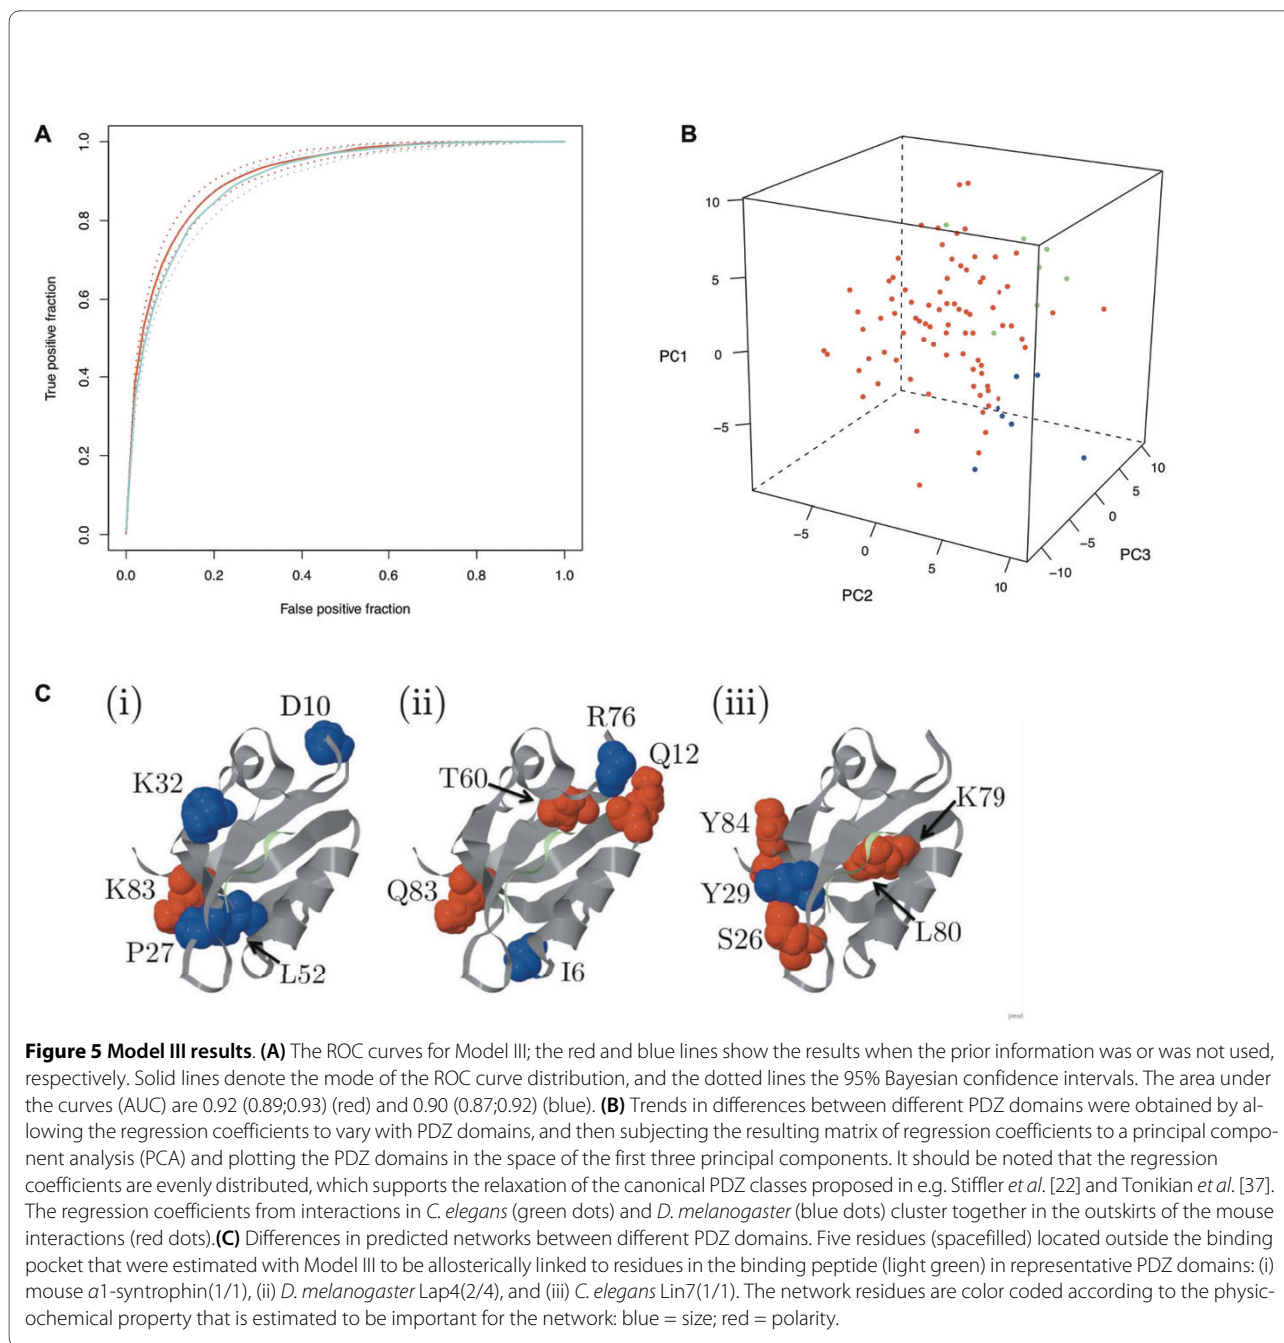 A
1.0
0.8
0.6
0.4
0.2
0.0
True positive fraction
0.0 0.2 0.4 0.6 0.8 1.0
False positive fraction
B
10
5
PC1 0
−5
−5
0
5
10
PC2
−10
−5
0
5
10
PC3
C
(i)
D10
K32
K83
P27
L52
(ii)
R76
Q12
T60
Q83
I6
(iii)
K79
Y84
Y29
S26
L80
Jmol
Figure 5 Model III results. (A) The ROC curves for Model III; the red and blue lines show the results when the prior information was or was not used,
respectively. Solid lines denote the mode of the ROC curve distribution, and the dotted lines the 95% Bayesian confidence intervals. The area under
the curves (AUC) are 0.92 (0.89;0.93) (red) and 0.90 (0.87;0.92) (blue). (B) Trends in differences between different PDZ domains were obtained by al-
lowing the regression coefficients to vary with PDZ domains, and then subjecting the resulting matrix of regression coefficients to a principal compo-
nent analysis (PCA) and plotting the PDZ domains in the space of the first three principal components. It should be noted that the regression
coefficients are evenly distributed, which supports the relaxation of the canonical PDZ classes proposed in e.g. Stiffler et al. [22] and Tonikian et al. [37].
The regression coefficients from interactions in C. elegans (green dots) and D. melanogaster (blue dots) cluster together in the outskirts of the mouse
interactions (red dots).(C) Differences in predicted networks between different PDZ domains. Five residues (spacefilled) located outside the binding
pocket that were estimated with Model III to be allosterically linked to residues in the binding peptide (light green) in representative PDZ domains: (i)
mouse α1-syntrophin(1/1), (ii) D. melanogaster Lap4(2/4), and (iii) C. elegans Lin7(1/1). The network residues are color coded according to the physic-
ochemical property that is estimated to be important for the network: blue = size; red = polarity.